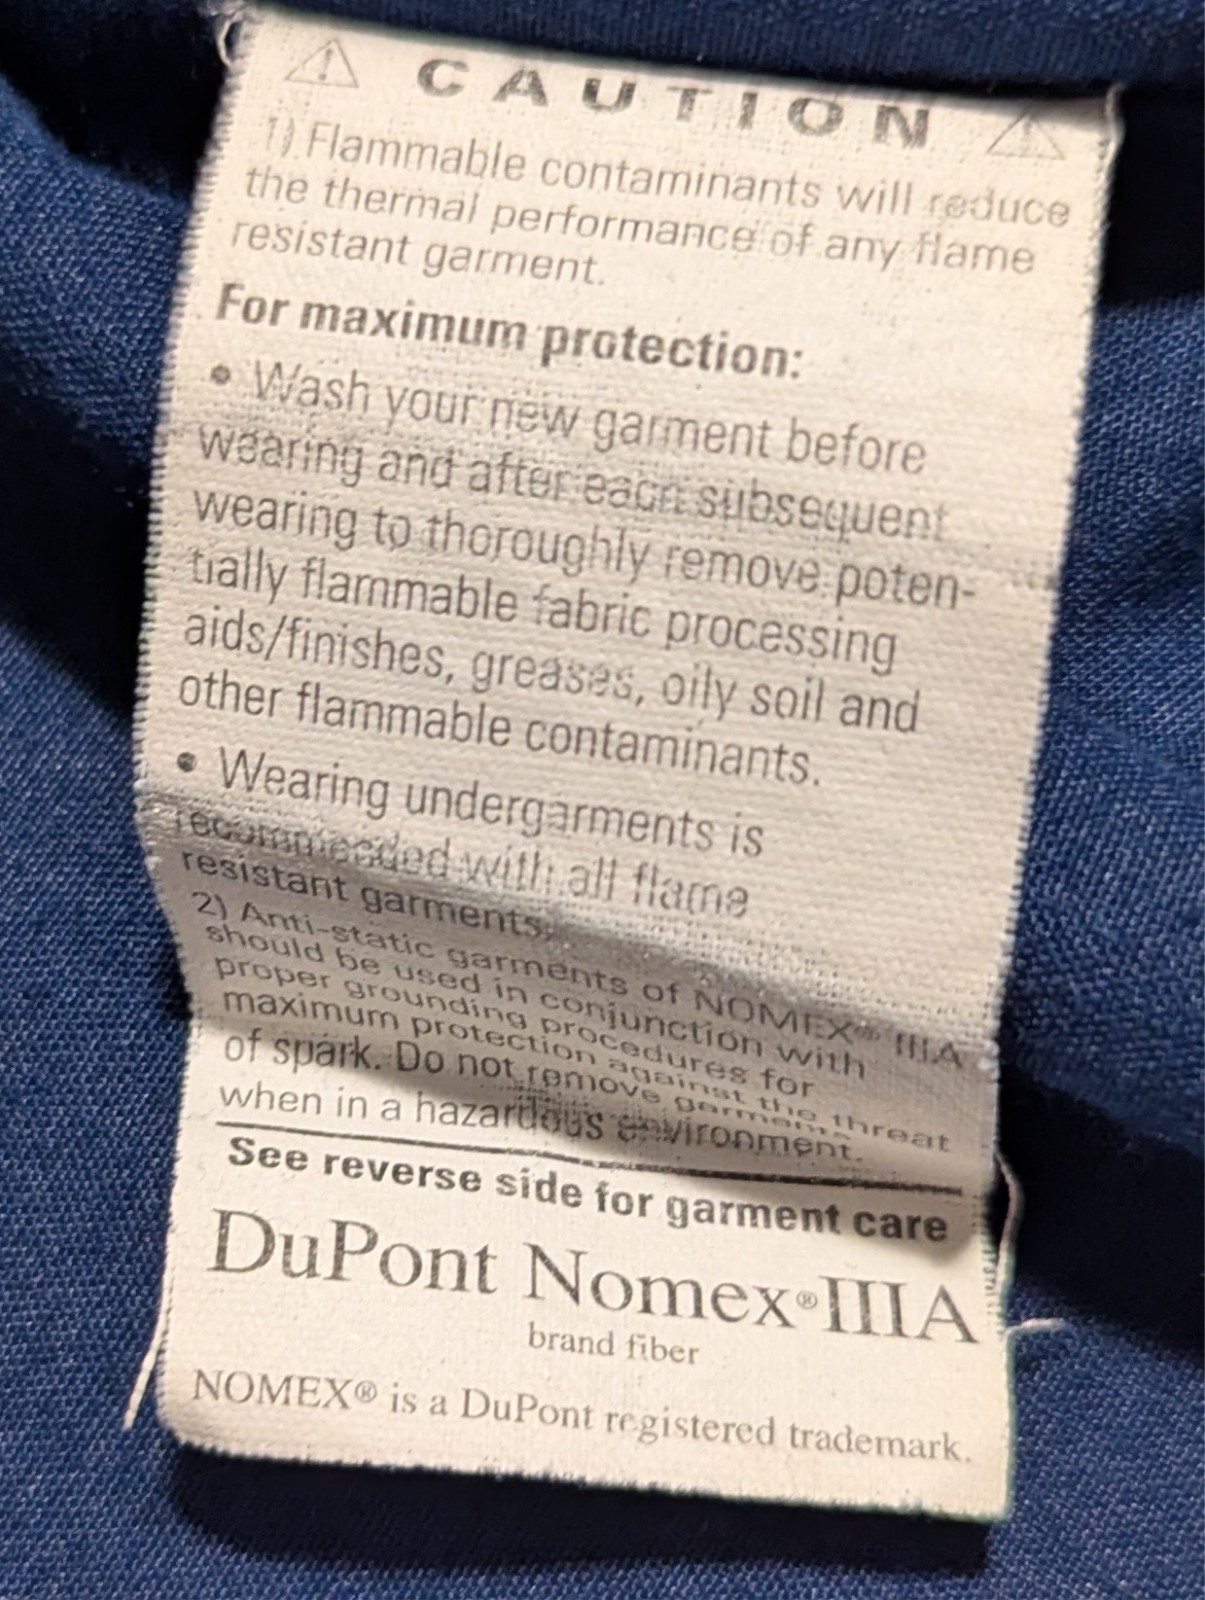 ⚠ CAUTION ⚠
1) Flammable contaminants will reduce
the thermal performance of any flame
resistant garment.
For maximum protection:
• Wash your new garment before
wearing and after each subsequent
wearing to thoroughly remove poten-
tially flammable fabric processing
aids/finishes, greases, oily soil and
other flammable contaminants.
• Wearing undergarments is
recommended with all flame
resistant garments.
2) Anti-static garments of NOMEX® IIIA
should be used in conjunction with
proper grounding procedures for
maximum protection against the threat
of spark. Do not remove garments
when in a hazardous environment.
See reverse side for garment care
DuPont Nomex® IIIA
brand fiber
NOMEX® is a DuPont registered trademark.